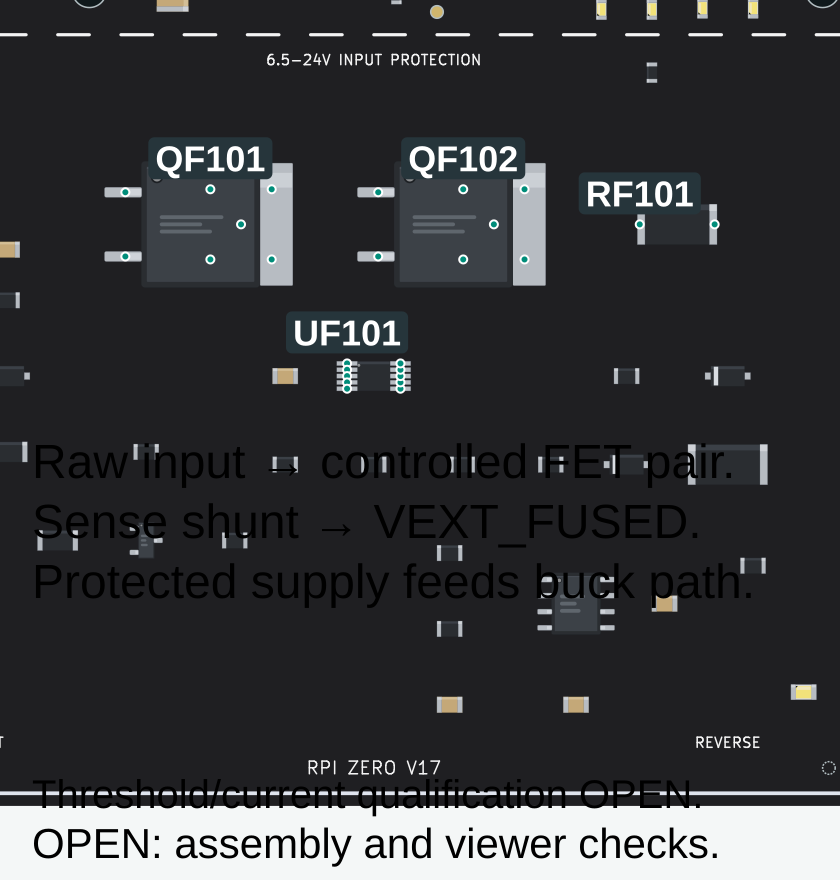 6.5–24V INPUT PROTECTION
QF101
QF102
RF101
UF101
Raw input → controlled FET pair.
Sense shunt → VEXT_FUSED.
Protected supply feeds buck path.
REVERSE
RPI ZERO V17
Threshold/current qualification OPEN.
OPEN: assembly and viewer checks.